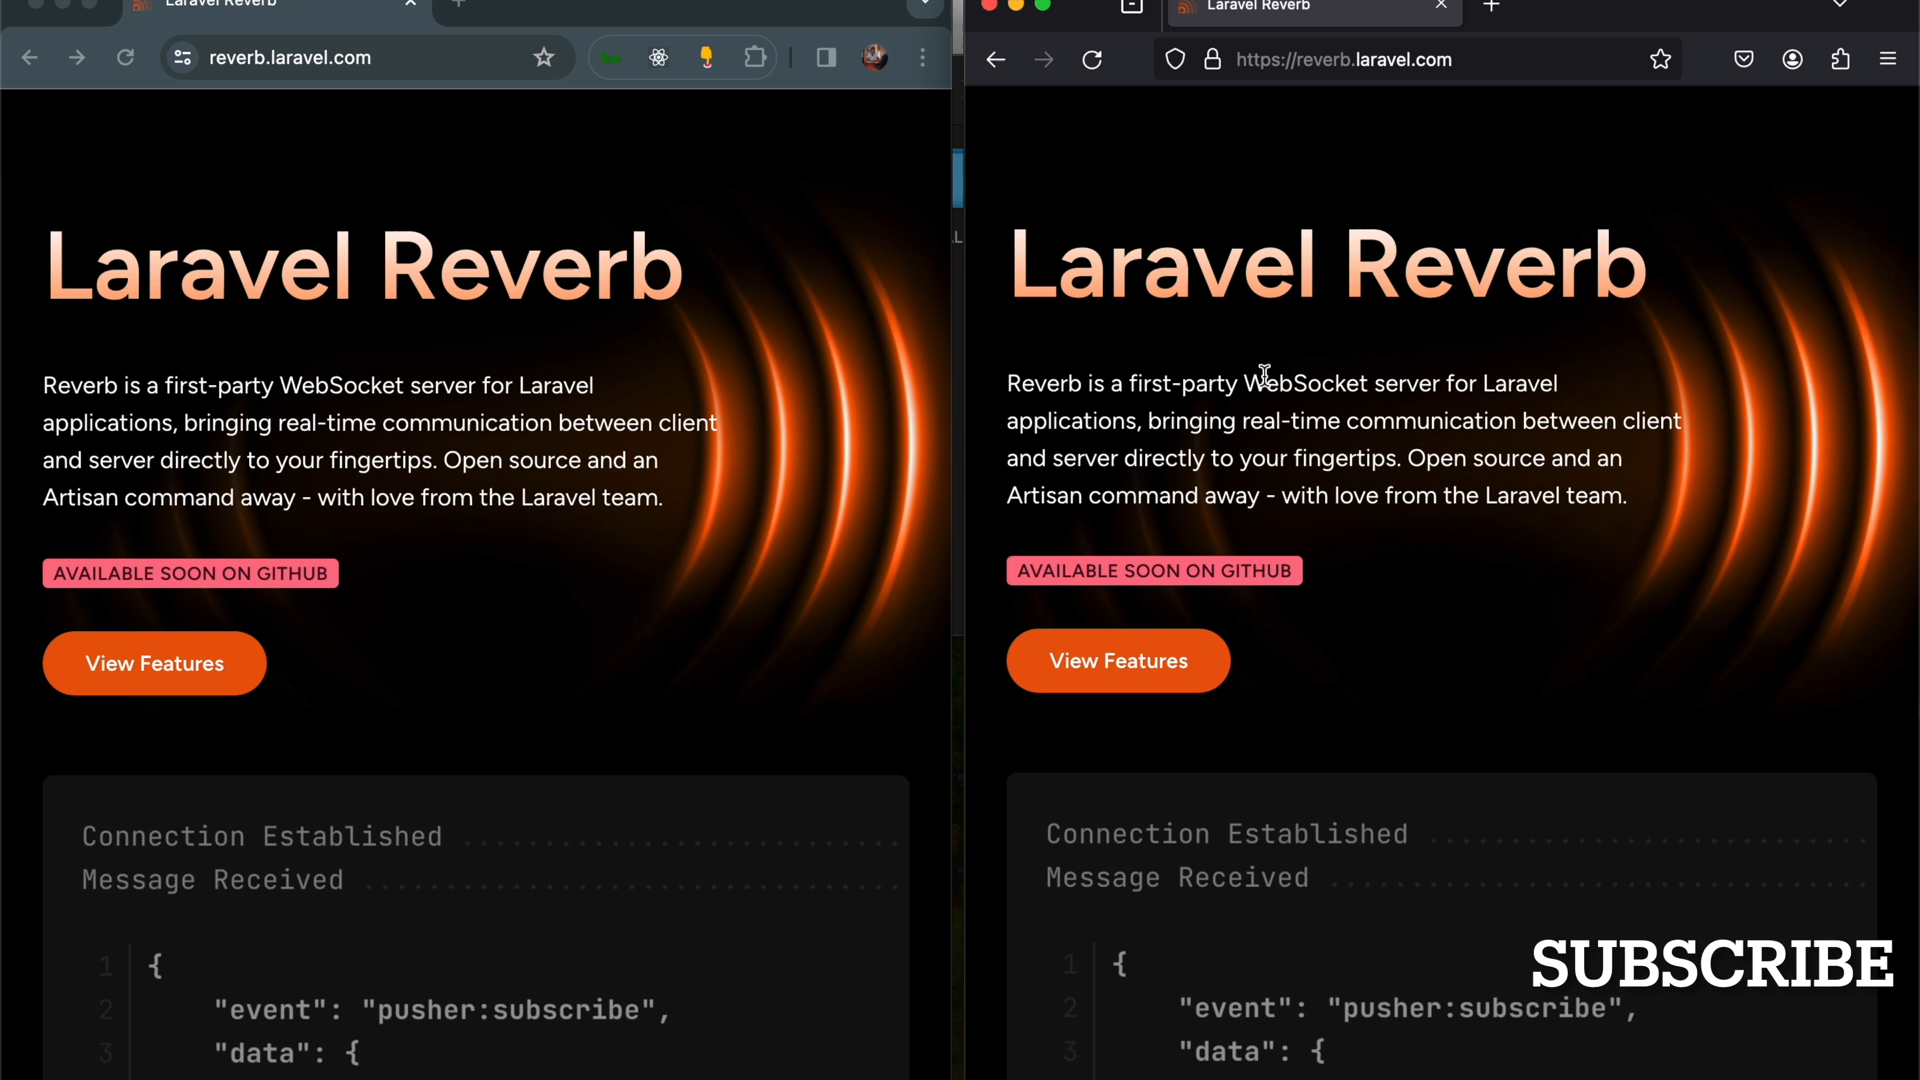 Laravel Reverb
reverb.laravel.com
Laravel Reverb
Reverb is a first-party WebSocket server for Laravel
applications, bringing real-time communication between client
and server directly to your fingertips. Open source and an
Artisan command away - with love from the Laravel team.
AVAILABLE SOON ON GITHUB
View Features
Connection Established ...........................
Message Received .................................
1 {
2 "event": "pusher:subscribe",
3 "data": {
Laravel Reverb
https://reverb.laravel.com
Laravel Reverb
Reverb is a first-party WebSocket server for Laravel
applications, bringing real-time communication between client
and server directly to your fingertips. Open source and an
Artisan command away - with love from the Laravel team.
AVAILABLE SOON ON GITHUB
View Features
Connection Established ...........................
Message Received .................................
1 {
2 "event": "pusher:subscribe",
3 "data": {
SUBSCRIBE